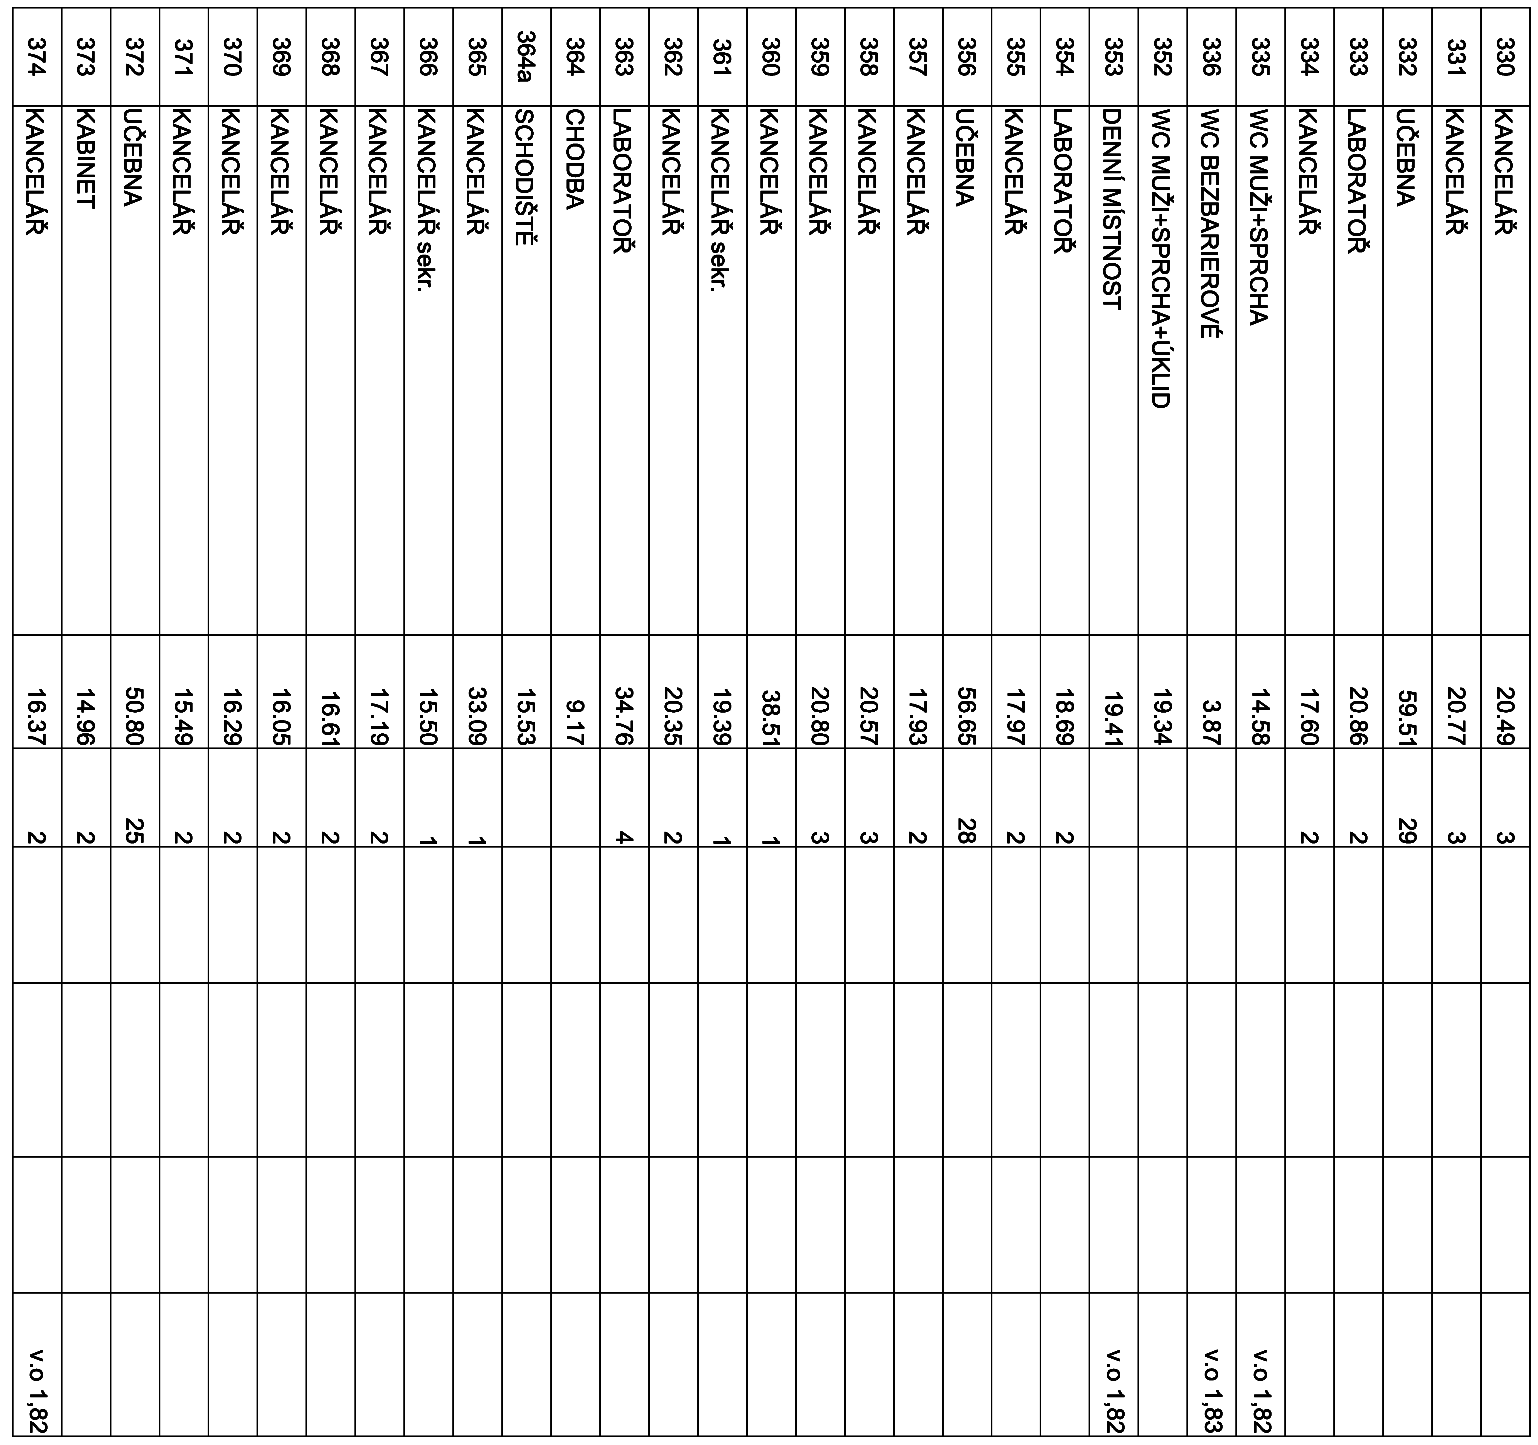 330 KANCELÁŘ 20.49 3
331 KANCELÁŘ 20.77 3
332 UČEBNA 59.51 29
333 LABORATOŘ 20.86 2
334 KANCELÁŘ 17.60 2
335 WC MUŽI+SPRCHA 14.58 v.o 1,82
336 WC BEZBARIEROVÉ 3.87 v.o 1,83
352 WC MUŽI+SPRCHA+ÚKLID 19.34
353 DENNÍ MÍSTNOST 19.41 v.o 1,82
354 LABORATOŘ 18.69 2
355 KANCELÁŘ 17.97 2
356 UČEBNA 56.65 28
357 KANCELÁŘ 17.93 2
358 KANCELÁŘ 20.57 3
359 KANCELÁŘ 20.80 3
360 KANCELÁŘ 38.51 1
361 KANCELÁŘ sekr. 19.39 1
362 KANCELÁŘ 20.35 2
363 LABORATOŘ 34.76 4
364 CHODBA 9.17
364a SCHODIŠTĚ 15.53
365 KANCELÁŘ 33.09 1
366 KANCELÁŘ sekr. 15.50 1
367 KANCELÁŘ 17.19 2
368 KANCELÁŘ 16.61 2
369 KANCELÁŘ 16.05 2
370 KANCELÁŘ 16.29 2
371 KANCELÁŘ 15.49 2
372 UČEBNA 50.80 25
373 KABINET 14.96 2
374 KANCELÁŘ 16.37 2 v.o 1,82